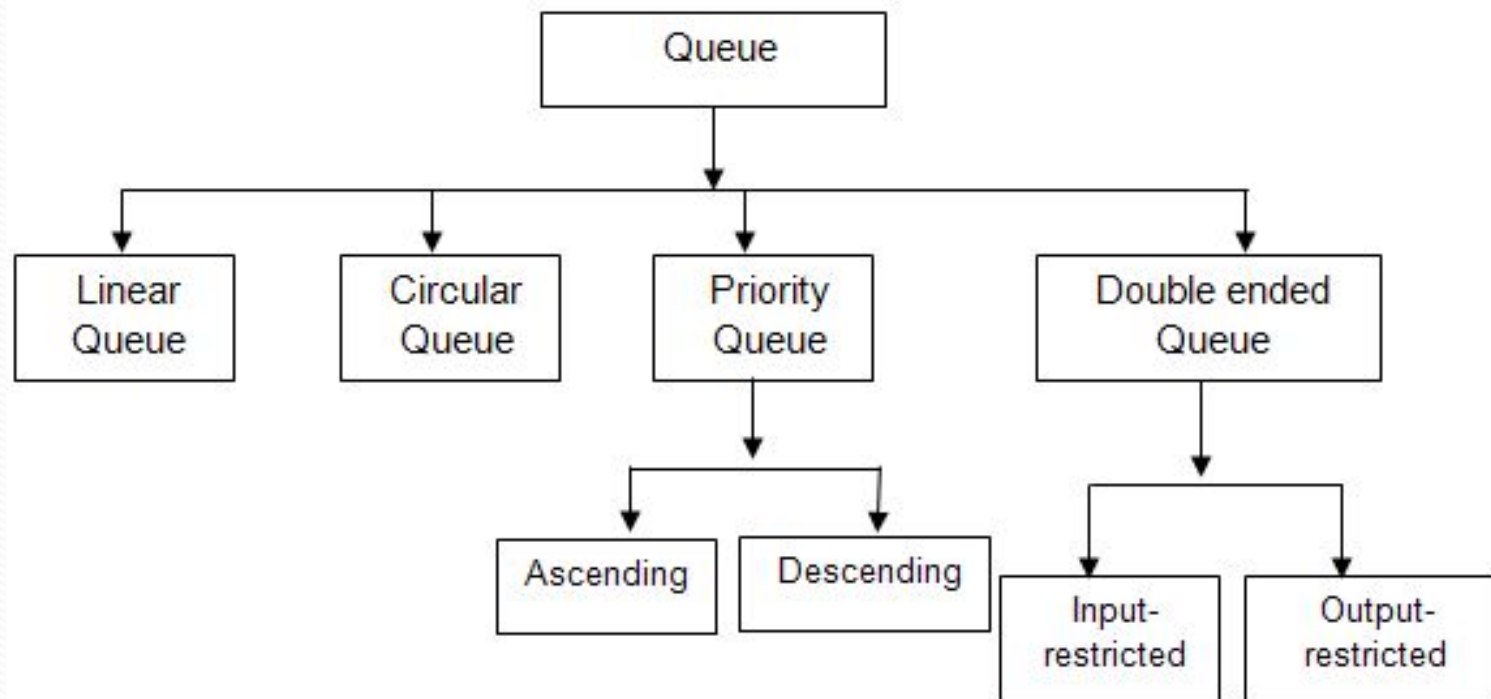 Queue
Linear
Queue
Circular
Queue
Priority
Queue
Double ended
Queue
Ascending
Descending
Input-
restricted
Output-
restricted